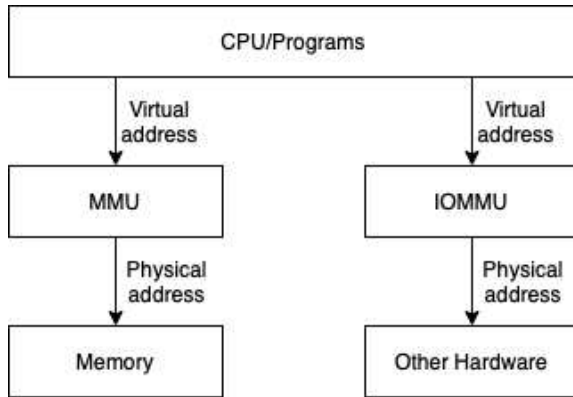 CPU/Programs
Virtual
address
Virtual
address
MMU
IOMMU
Physical
address
Physical
address
Memory
Other Hardware